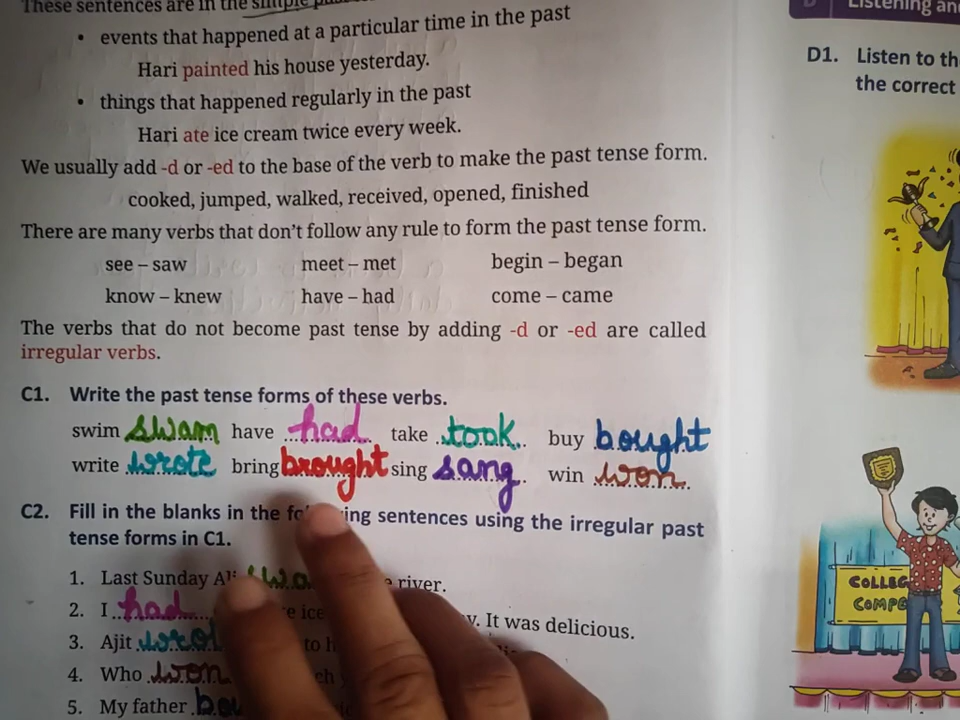 These sentences are in the simple
• events that happened at a particular time in the past
Hari painted his house yesterday.
• things that happened regularly in the past
Hari ate ice cream twice every week.
We usually add -d or -ed to the base of the verb to make the past tense form.
cooked, jumped, walked, received, opened, finished
There are many verbs that don't follow any rule to form the past tense form.
see – saw meet – met begin – began
know – knew have – had come – came
The verbs that do not become past tense by adding -d or -ed are called
irregular verbs.
C1. Write the past tense forms of these verbs.
swim swam have had take took buy bought
write wrote bring brought sing sang win won
C2. Fill in the blanks in the sentences using the irregular past
tense forms in C1.
1. Last Sunday river.
2. I had ice It was delicious.
3. Ajit to
4. Who won
5. My father
Listening
D1. Listen to
the correct